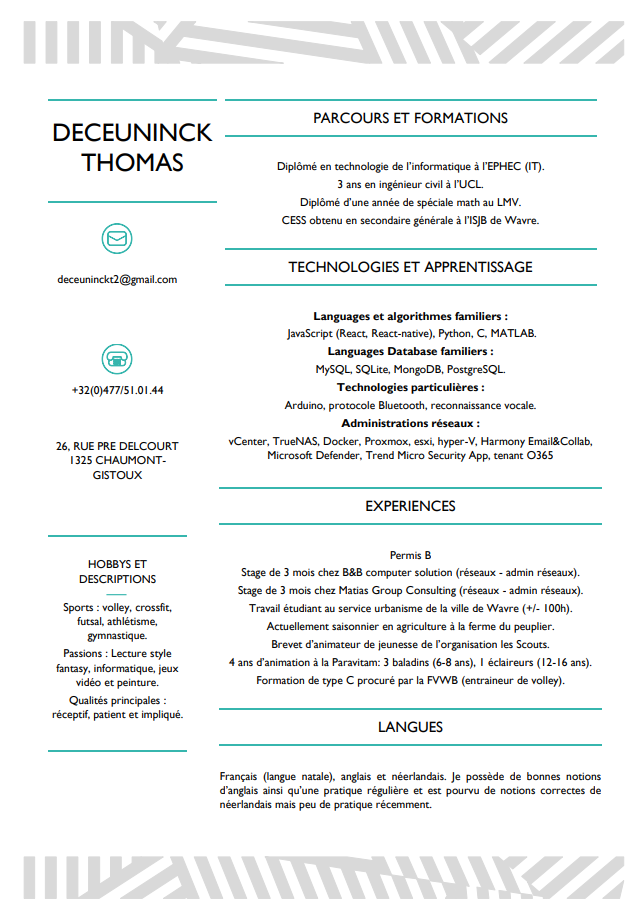 DECEUNINCK
THOMAS
deceuninckt2@gmail.com
+32(0)477/51.01.44
26, RUE PRE DELCOURT
1325 CHAUMONT-
GISTOUX
HOBBYS ET
DESCRIPTIONS
Sports : volley, crossfit,
futsal, athlétisme,
gymnastique.
Passions : Lecture style
fantasy, informatique, jeux
vidéo et peinture.
Qualités principales :
réceptif, patient et impliqué.
PARCOURS ET FORMATIONS
Diplômé en technologie de l'informatique à l'EPHEC (IT).
3 ans en ingénieur civil à l'UCL.
Diplômé d'une année de spéciale math au LMV.
CESS obtenu en secondaire générale à l'ISJB de Wavre.
TECHNOLOGIES ET APPRENTISSAGE
Languages et algorithmes familiers :
JavaScript (React, React-native), Python, C, MATLAB.
Languages Database familiers :
MySQL, SQLite, MongoDB, PostgreSQL.
Technologies particulières :
Arduino, protocole Bluetooth, reconnaissance vocale.
Administrations réseaux :
vCenter, TrueNAS, Docker, Proxmox, esxi, hyper-V, Harmony Email&Collab,
Microsoft Defender, Trend Micro Security App, tenant O365
EXPERIENCES
Permis B
Stage de 3 mois chez B&B computer solution (réseaux - admin réseaux).
Stage de 3 mois chez Matias Group Consulting (réseaux - admin réseaux).
Travail étudiant au service urbanisme de la ville de Wavre (+/- 100h).
Actuellement saisonnier en agriculture à la ferme du peuplier.
Brevet d'animateur de jeunesse de l'organisation les Scouts.
4 ans d'animation à la Paravitam: 3 baladins (6-8 ans), 1 éclaireurs (12-16 ans).
Formation de type C procuré par la FVWB (entraineur de volley).
LANGUES
Français (langue natale), anglais et néerlandais. Je possède de bonnes notions
d'anglais ainsi qu'une pratique régulière et est pourvu de notions correctes de
néerlandais mais peu de pratique récemment.